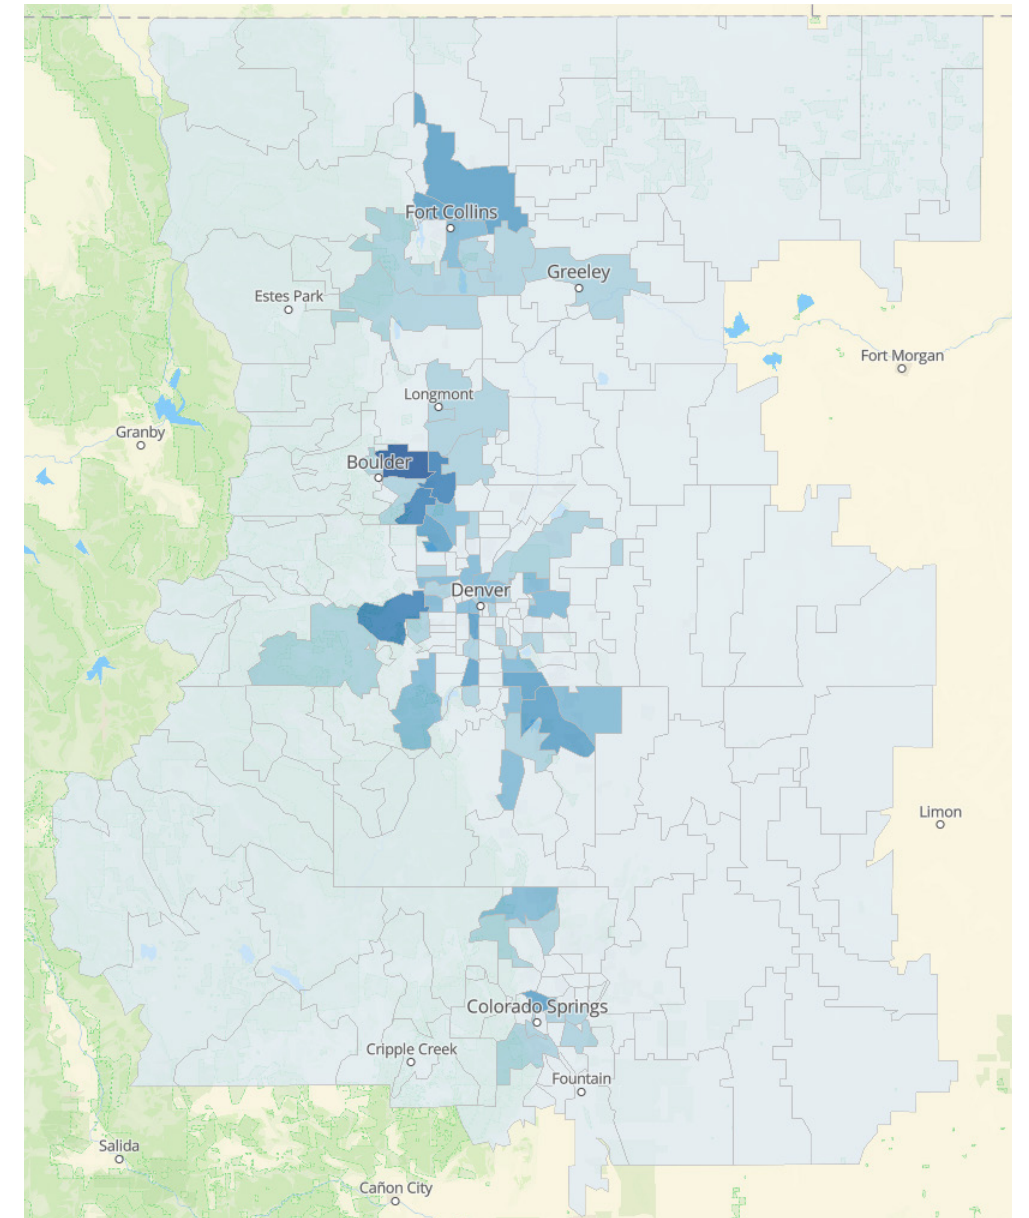 Fort Collins
Greeley
Estes Park
Fort Morgan
Longmont
Granby
Boulder
Denver
Limon
Colorado Springs
Cripple Creek
Fountain
Salida
Cañon City